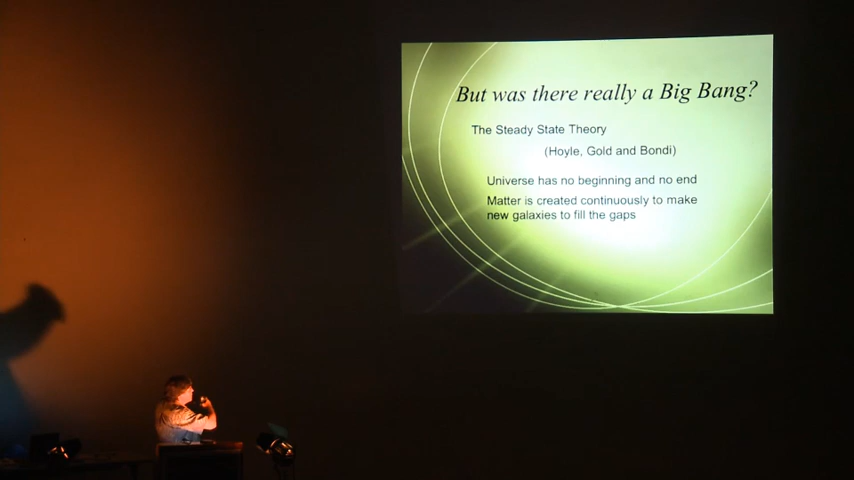 But was there really a Big Bang?
The Steady State Theory
(Hoyle, Gold and Bondi)
Universe has no beginning and no end
Matter is created continuously to make
new galaxies to fill the gaps